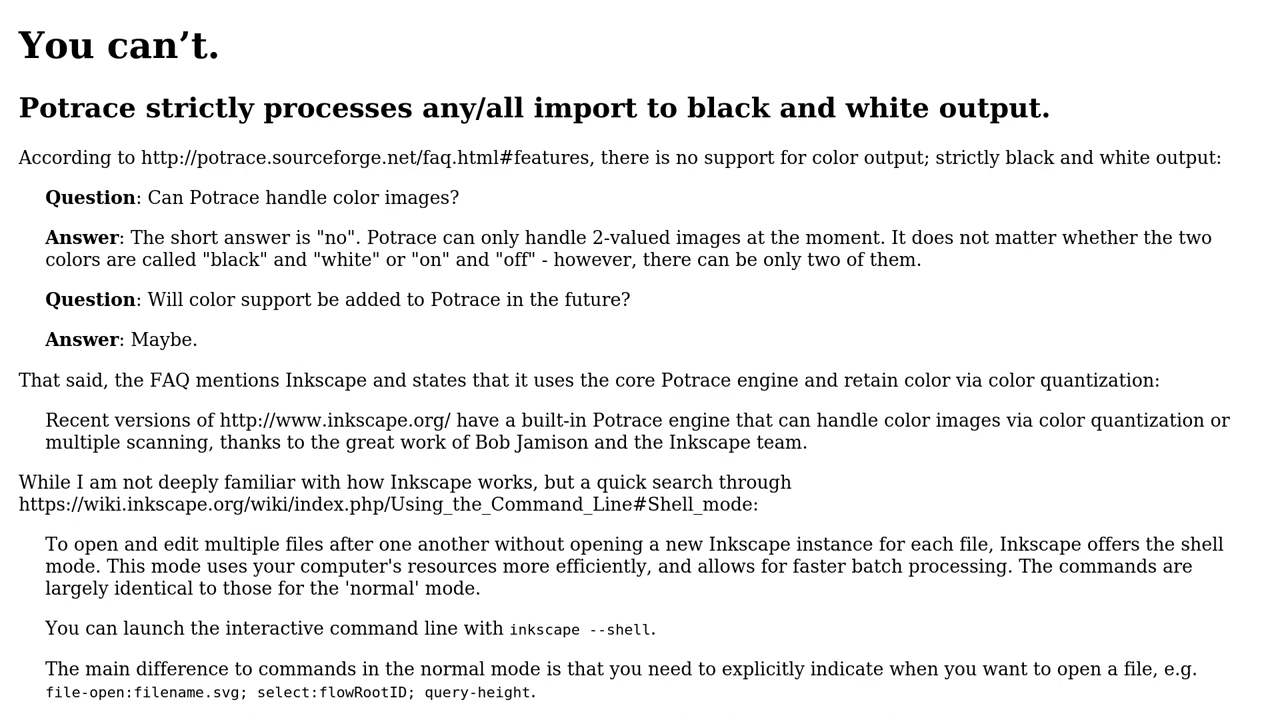 You can’t.
Potrace strictly processes any/all import to black and white output.
According to http://potrace.sourceforge.net/faq.html#features, there is no support for color output; strictly black and white output:
Question: Can Potrace handle color images?
Answer: The short answer is "no". Potrace can only handle 2-valued images at the moment. It does not matter whether the two
colors are called "black" and "white" or "on" and "off" - however, there can be only two of them.
Question: Will color support be added to Potrace in the future?
Answer: Maybe.
That said, the FAQ mentions Inkscape and states that it uses the core Potrace engine and retain color via color quantization:
Recent versions of http://www.inkscape.org/ have a built-in Potrace engine that can handle color images via color quantization or
multiple scanning, thanks to the great work of Bob Jamison and the Inkscape team.
While I am not deeply familiar with how Inkscape works, but a quick search through
https://wiki.inkscape.org/wiki/index.php/Using_the_Command_Line#Shell_mode:
To open and edit multiple files after one another without opening a new Inkscape instance for each file, Inkscape offers the shell
mode. This mode uses your computer's resources more efficiently, and allows for faster batch processing. The commands are
largely identical to those for the 'normal' mode.
You can launch the interactive command line with inkscape --shell.
The main difference to commands in the normal mode is that you need to explicitly indicate when you want to open a file, e.g.
file-open:filename.svg; select:flowRootID; query-height.